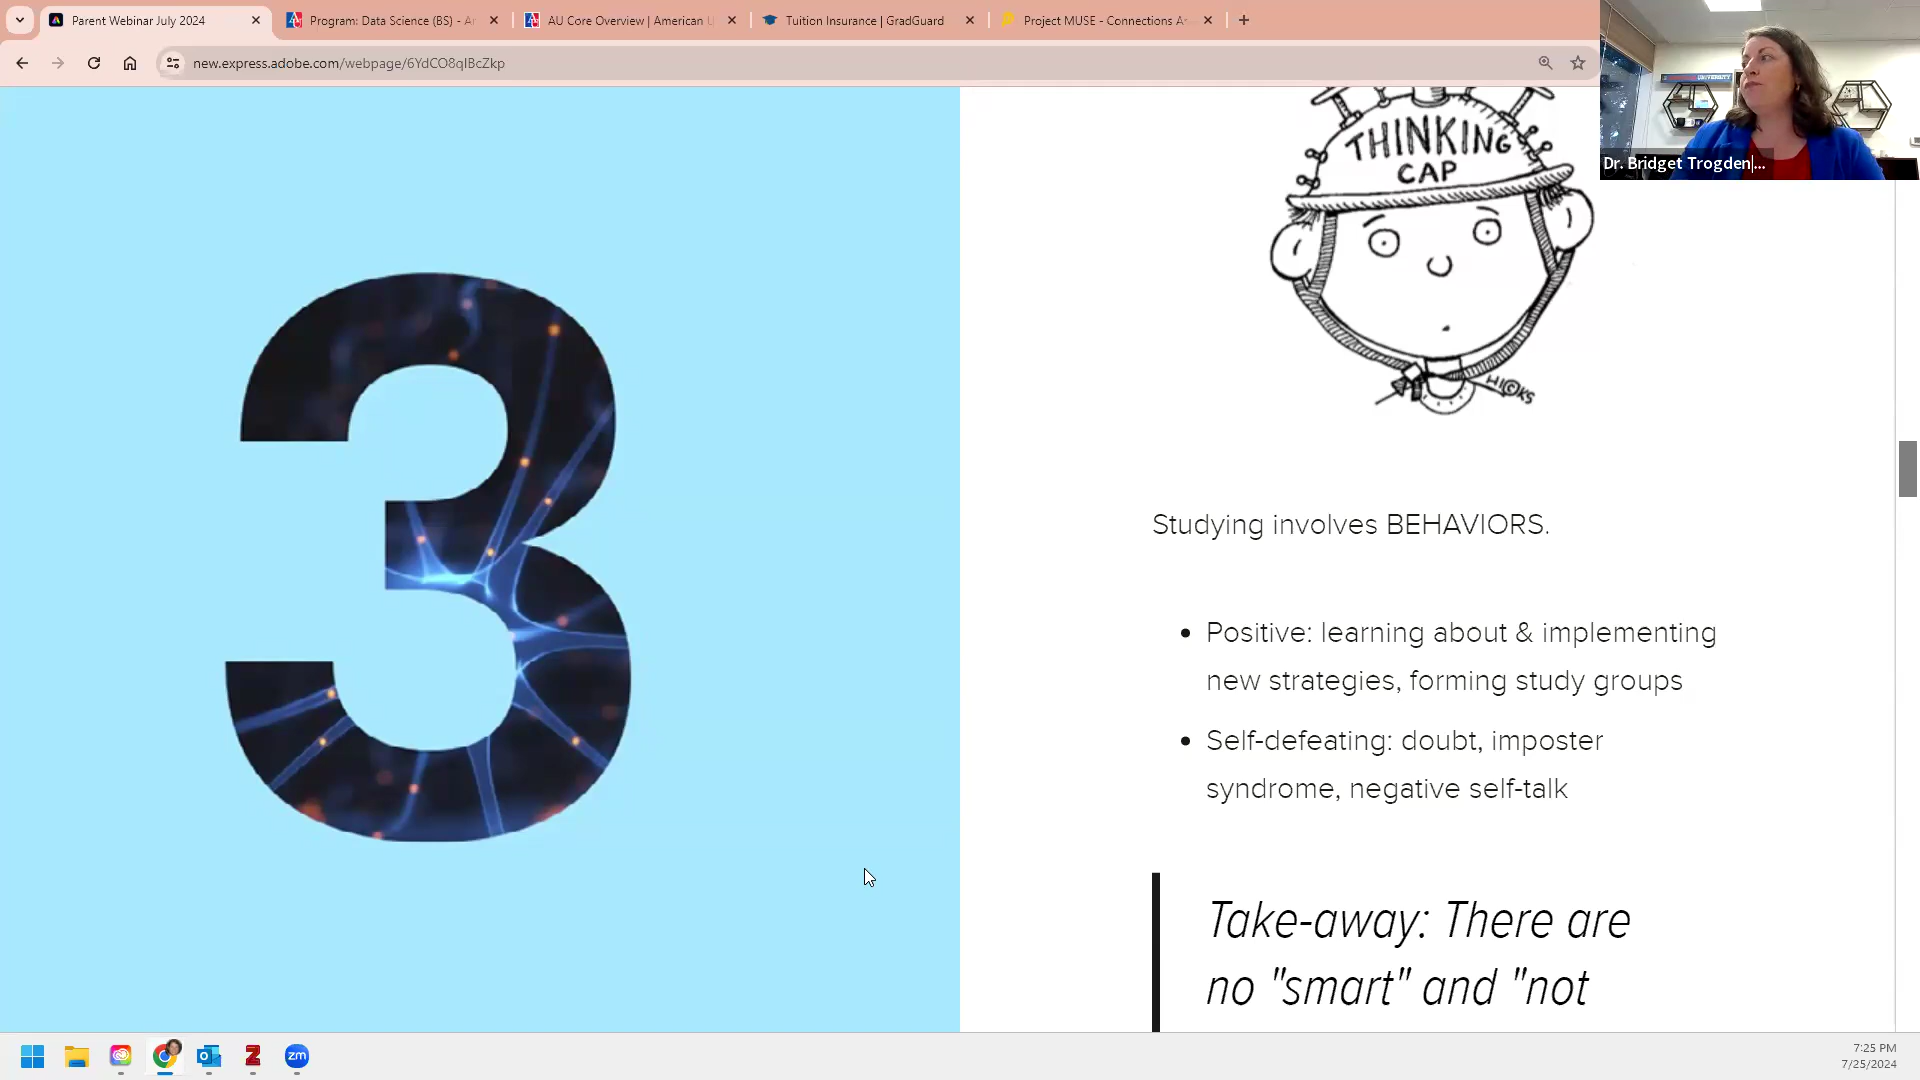 Parent Webinar July 2024
Program: Data Science (BS) - Ar
AU Core Overview | American U
Tuition Insurance | GradGuard
Project MUSE - Connections A
new.express.adobe.com/webpage/6YdCO8qIBcZkp
UNIVERSITY
Dr. Bridget Trogden|...
THINKING
CAP
HICKS
3
Studying involves BEHAVIORS.
• Positive: learning about & implementing
new strategies, forming study groups
• Self-defeating: doubt, imposter
syndrome, negative self-talk
Take-away: There are
no "smart" and "not
Z
zm
7:25 PM
7/25/2024